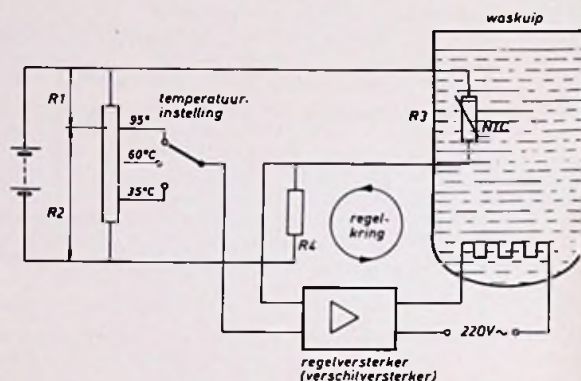 waskuip
R1
temperatuur-
instelling
95°
60°C
35°C
R2
R3
NTC
R4
regel-
kring
220V~
regelversterker
(verschilversterker)